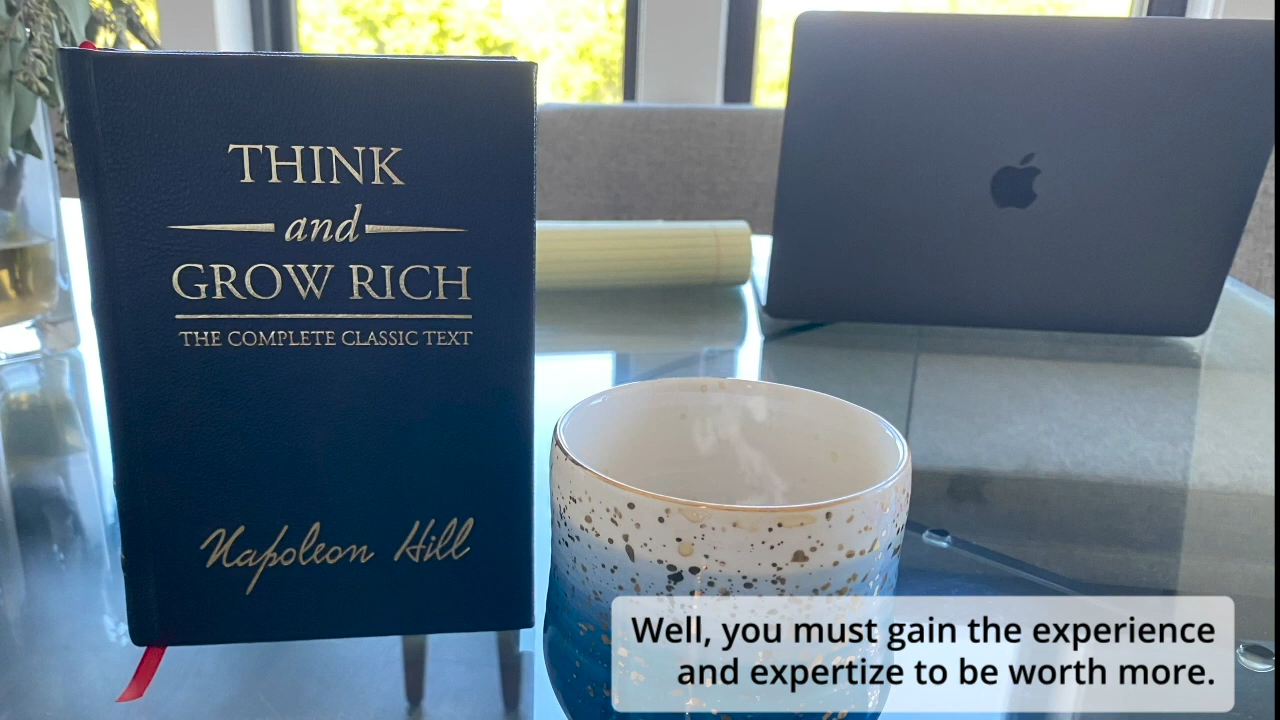 THINK
and
GROW RICH
THE COMPLETE CLASSIC TEXT
Napoleon Hill
Well, you must gain the experience
and expertize to be worth more.